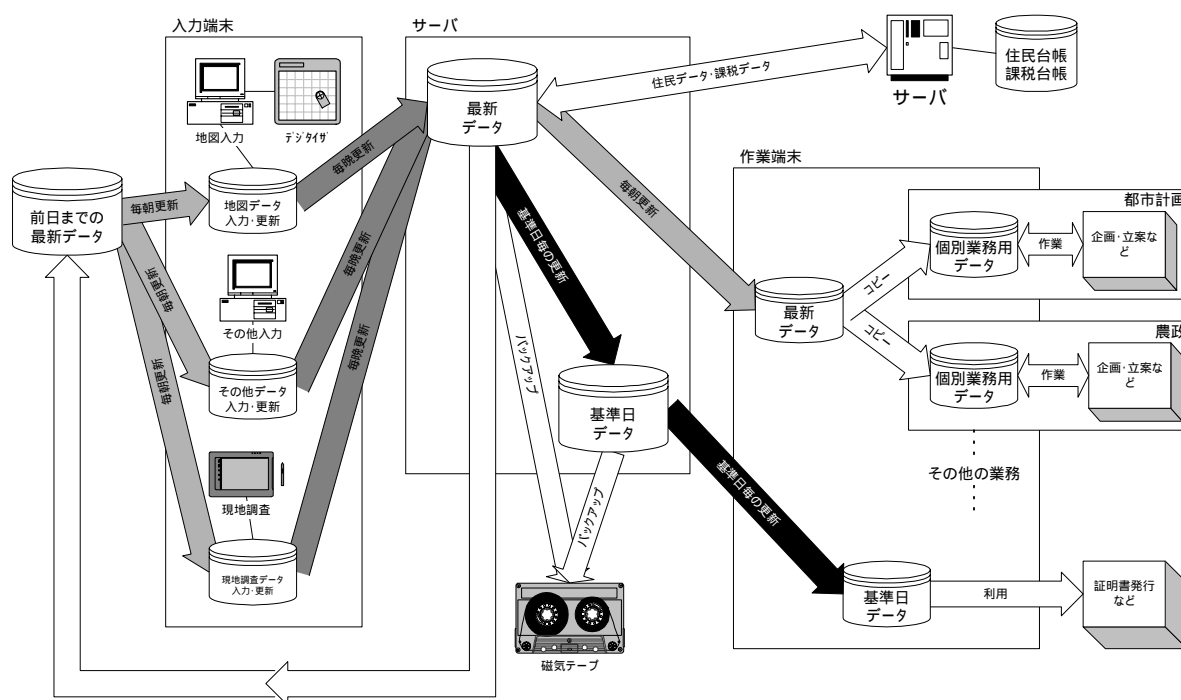 入力端末
サーバ
地図入力
デジタイザ
最新
データ
住民データ・課税データ
サーバ
住民台帳
課税台帳
前日までの
最新データ
毎朝更新
地図データ
入力・更新
毎晩更新
毎朝更新
その他入力
毎晩更新
その他データ
入力・更新
毎朝更新
毎晩更新
現地調査
現地調査データ
入力・更新
基準日毎の更新
バックアップ
基準日
データ
バックアップ
磁気テープ
毎朝更新
基準日毎の更新
作業端末
最新
データ
コピー
コピー
都市計画
個別業務用
データ
作業
企画・立案な
ど
農政
個別業務用
データ
作業
企画・立案な
ど
その他の業務
基準日
データ
利用
証明書発行
など